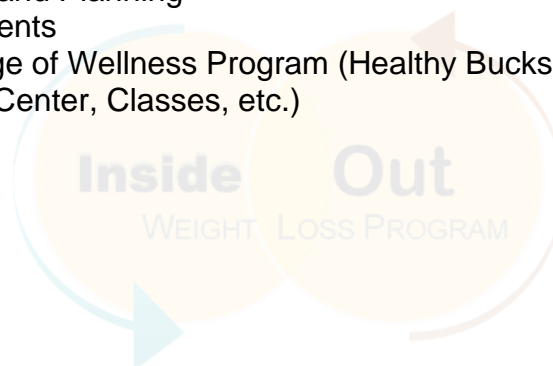 and Planning
ents
ge of Wellness Program (Healthy Bucks
Center, Classes, etc.)
Inside Out
WEIGHT LOSS PROGRAM